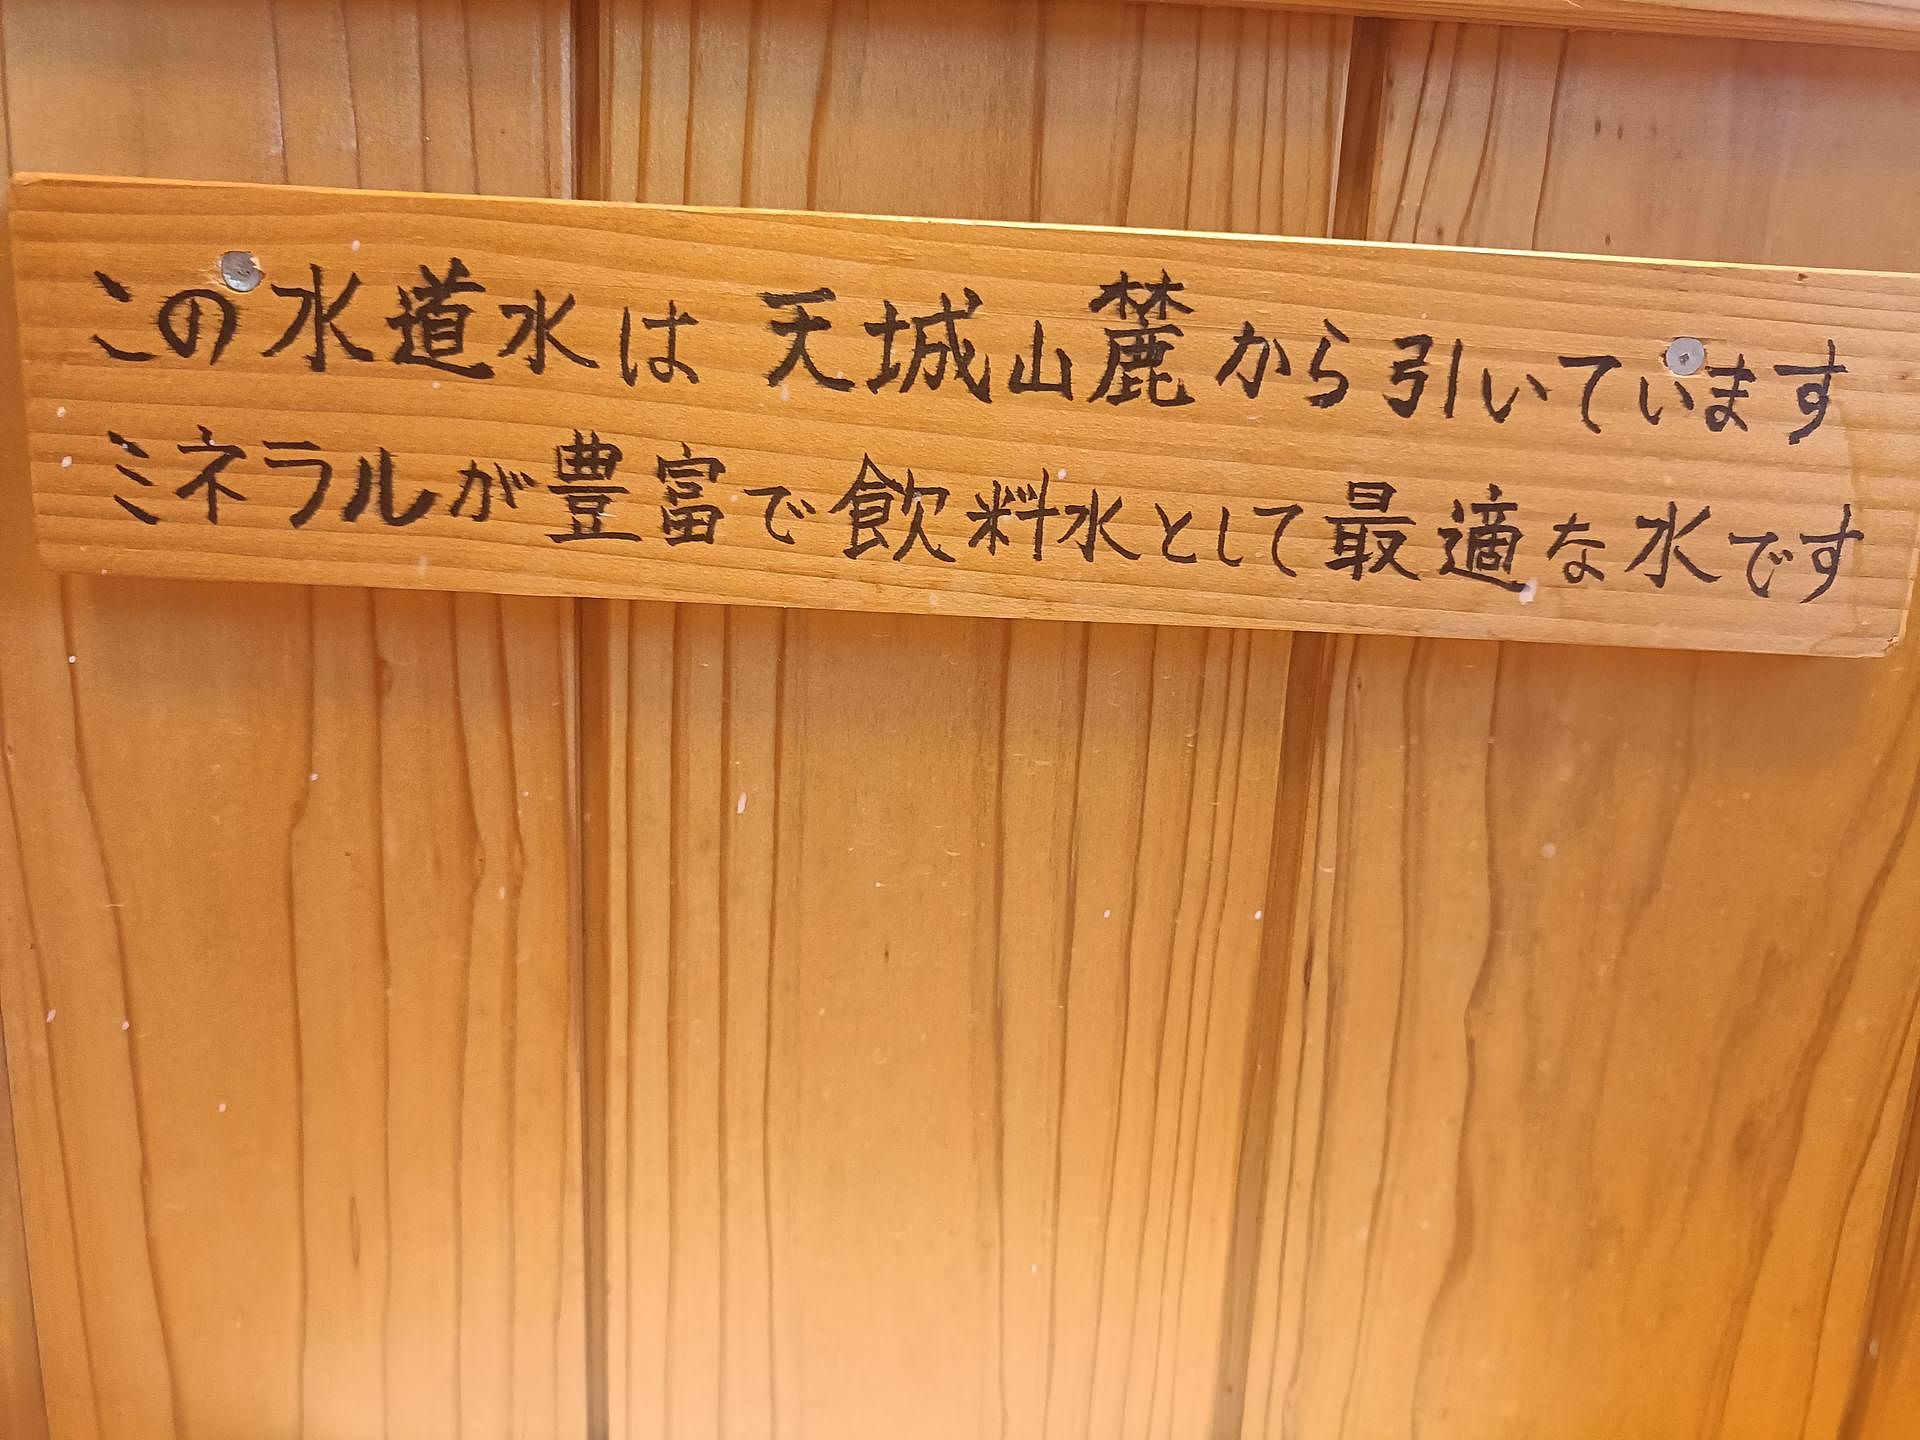 この水道水は 天城山麓から引いています
ミネラルが豊富で飲料水として最適な水です